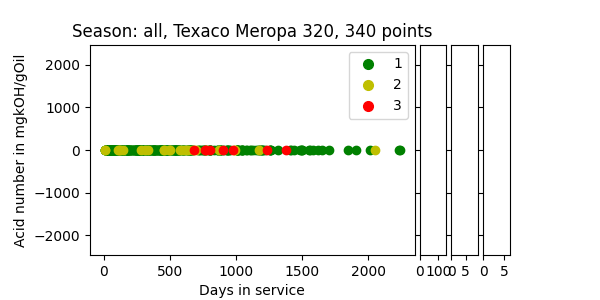 Season: all, Texaco Meropa 320, 340 points
Acid number in mgkOH/gOil
2000
1000
0
−1000
−2000
1
2
3
0 500 1000 1500 2000
0 100
0 5
0 5
Days in service